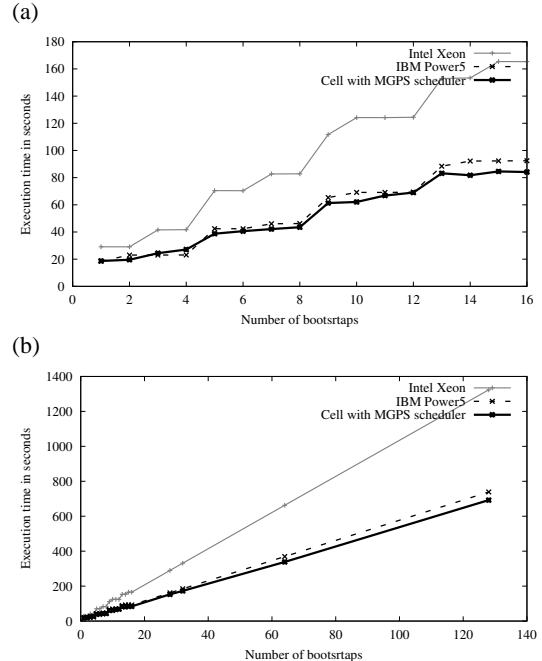 (a)
180
160
140
120
100
80
60
40
20
0
Execution time in seconds
Intel Xeon
IBM Power5
Cell with MGPS scheduler
0 2 4 6 8 10 12 14 16
Number of bootsrtaps
(b)
1400
1200
1000
800
600
400
200
0
Execution time in seconds
Intel Xeon
IBM Power5
Cell with MGPS scheduler
0 20 40 60 80 100 120 140
Number of bootsrtaps